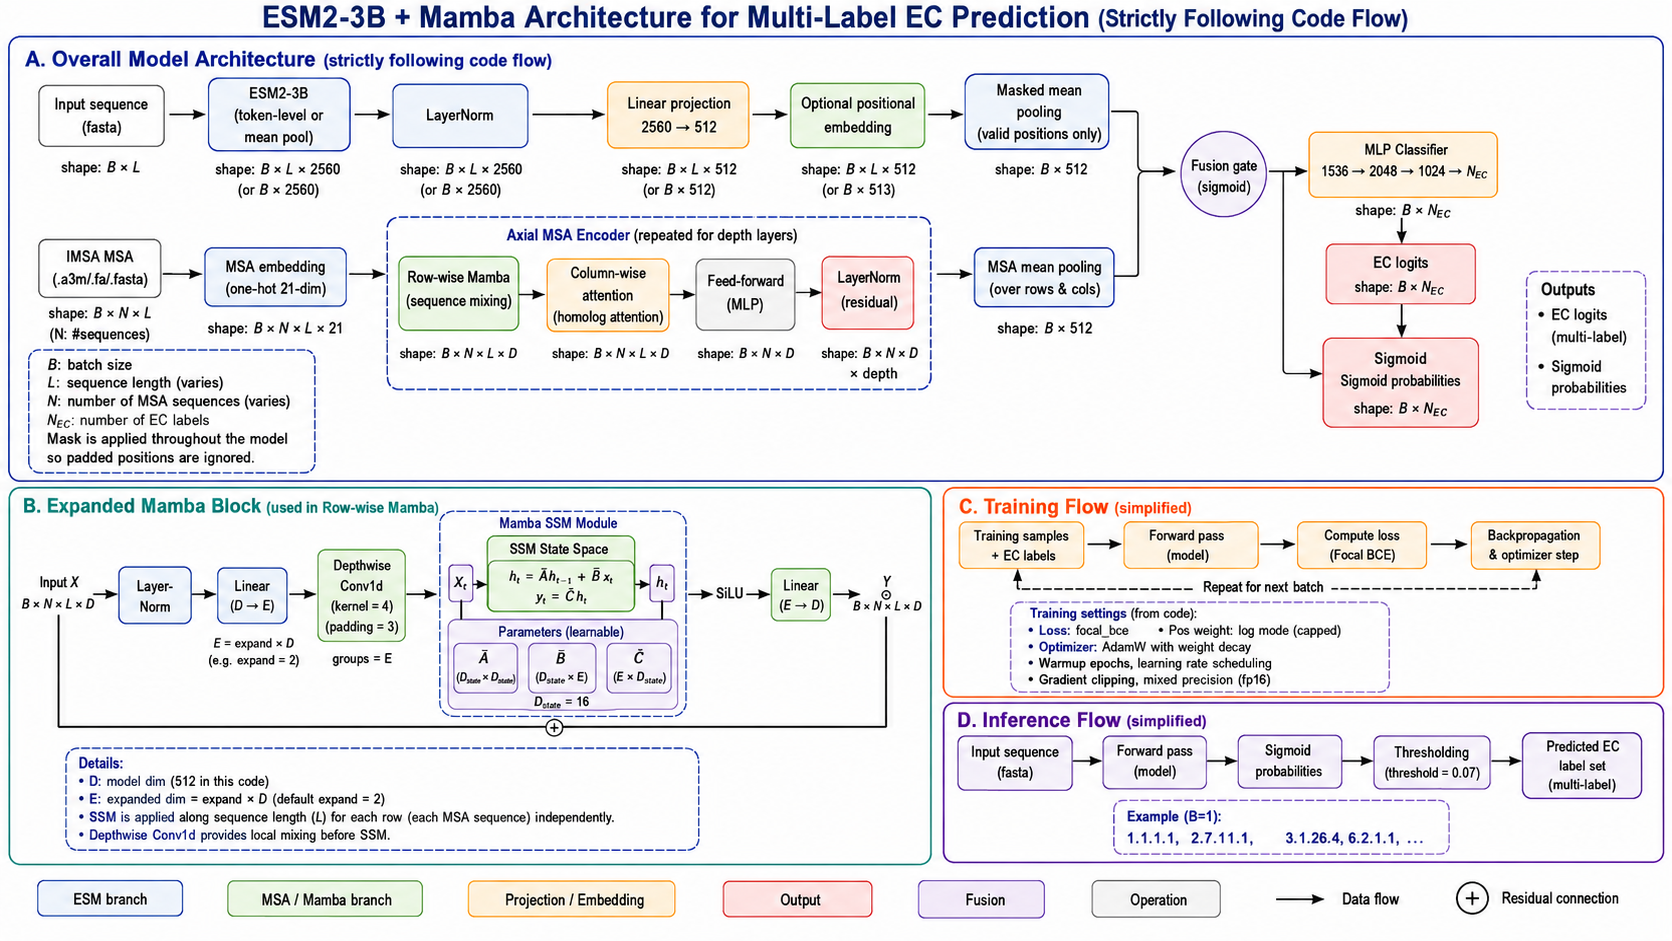 ESM2-3B + Mamba Architecture for Multi-Label EC Prediction (Strictly Following Code Flow)
A. Overall Model Architecture (strictly following code flow)
Input sequence
(fasta)
shape: B × L
ESM2-3B
(token-level or
mean pool)
shape: B × L × 2560
(or B × 2560)
LayerNorm
shape: B × L × 2560
(or B × 2560)
Linear projection
2560 → 512
shape: B × L × 512
(or B × 512)
Optional positional
embedding
shape: B × L × 512
(or B × 513)
Masked mean
pooling
(valid positions only)
shape: B × 512
Fusion gate
(sigmoid)
MLP Classifier
1536 → 2048 → 1024 → N_EC
shape: B × N_EC
EC logits
shape: B × N_EC
Sigmoid
Sigmoid probabilities
shape: B × N_EC
Outputs
• EC logits
(multi-label)
• Sigmoid
probabilities
IMSA MSA
(.a3m/.fa/.fasta)
shape: B × N × L
(N: #sequences)
MSA embedding
(one-hot 21-dim)
shape: B × N × L × 21
Axial MSA Encoder (repeated for depth layers)
Row-wise Mamba
(sequence mixing)
shape: B × N × L × D
Column-wise
attention
(homolog attention)
shape: B × N × L × D
Feed-forward
(MLP)
shape: B × N × D
LayerNorm
(residual)
shape: B × N × D
× depth
MSA mean pooling
(over rows & cols)
shape: B × 512
B: batch size
L: sequence length (varies)
N: number of MSA sequences (varies)
N_EC: number of EC labels
Mask is applied throughout the model
so padded positions are ignored.
B. Expanded Mamba Block (used in Row-wise Mamba)
Input X
B × N × L × D
Layer-
Norm
Linear
(D → E)
E = expand × D
(e.g. expand = 2)
Depthwise
Conv1d
(kernel = 4)
(padding = 3)
groups = E
Mamba SSM Module
X_t
SSM State Space
h_t = Āh_{t−1} + B̄ x_t
y_t = C̄ h_t
h_t
Parameters (learnable)
Ā
(D_state × D_state)
B̄
(D_state × E)
C̄
(E × D_state)
D_state = 16
SiLU
Linear
(E → D)
Y
⊙
B × N × L × D
+
Details:
• D: model dim (512 in this code)
• E: expanded dim = expand × D (default expand = 2)
• SSM is applied along sequence length (L) for each row (each MSA sequence) independently.
• Depthwise Conv1d provides local mixing before SSM.
C. Training Flow (simplified)
Training samples
+ EC labels
Forward pass
(model)
Compute loss
(Focal BCE)
Backpropagation
& optimizer step
Repeat for next batch
Training settings (from code):
• Loss: focal_bce • Pos weight: log mode (capped)
• Optimizer: AdamW with weight decay
• Warmup epochs, learning rate scheduling
• Gradient clipping, mixed precision (fp16)
D. Inference Flow (simplified)
Input sequence
(fasta)
Forward pass
(model)
Sigmoid
probabilities
Thresholding
(threshold = 0.07)
Predicted EC
label set
(multi-label)
Example (B=1):
1.1.1.1, 2.7.11.1, 3.1.26.4, 6.2.1.1, ...
ESM branch
MSA / Mamba branch
Projection / Embedding
Output
Fusion
Operation
Data flow
+
Residual connection